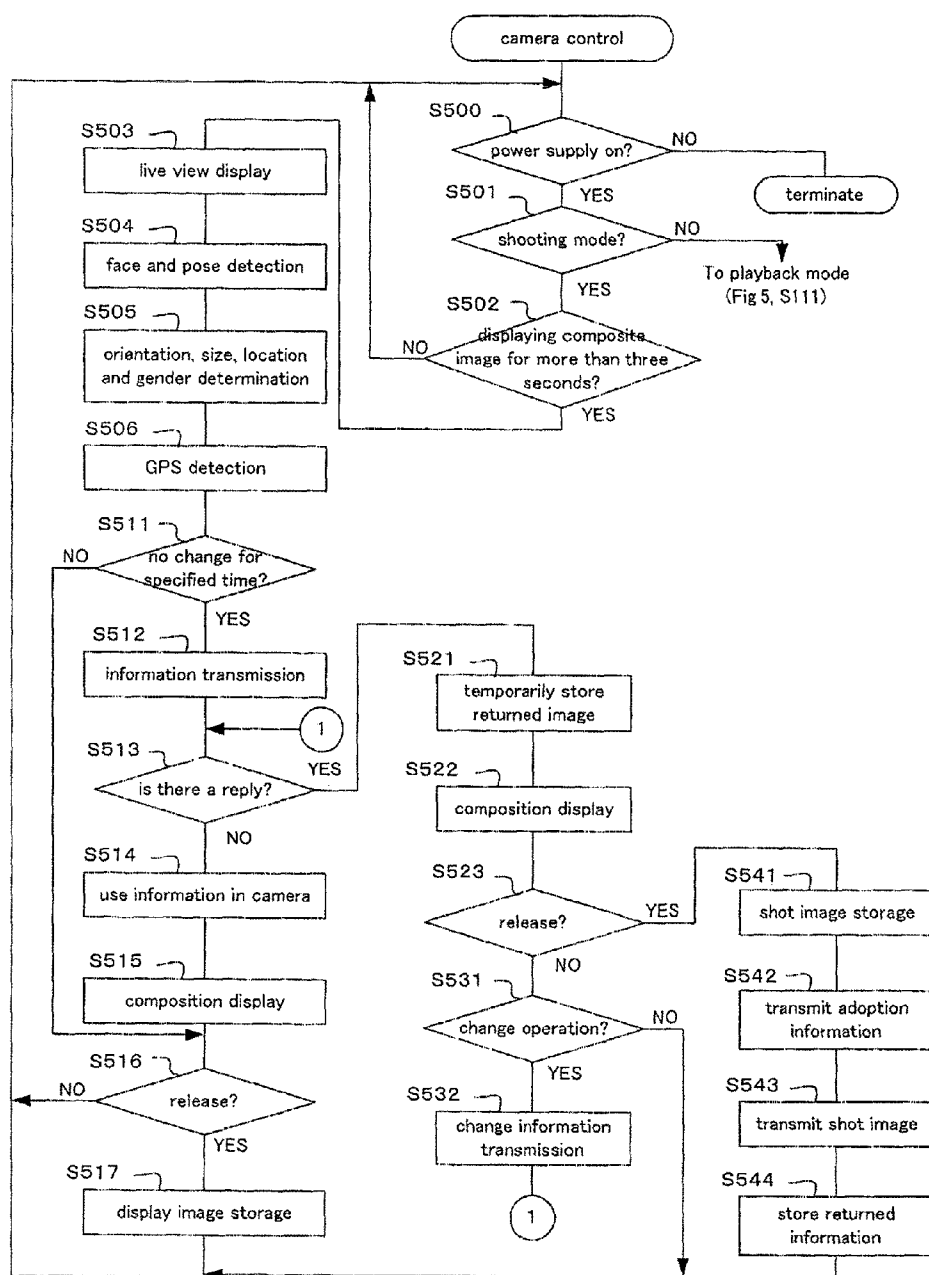 camera control
S500
power supply on?
NO
terminate
YES
S501
shooting mode?
NO
To playback mode
(Fig 5, S111)
YES
S502
displaying composite
image for more than three
seconds?
NO
YES
S503
live view display
S504
face and pose detection
S505
orientation, size, location
and gender determination
S506
GPS detection
S511
no change for
specified time?
NO
YES
S512
information transmission
1
S513
is there a reply?
YES
NO
S514
use information in camera
S515
composition display
S516
release?
NO
YES
S517
display image storage
S521
temporarily store
returned image
S522
composition display
S523
release?
YES
NO
S531
change operation?
NO
YES
S532
change information
transmission
1
S541
shot image storage
S542
transmit adoption
information
S543
transmit shot image
S544
store returned
information